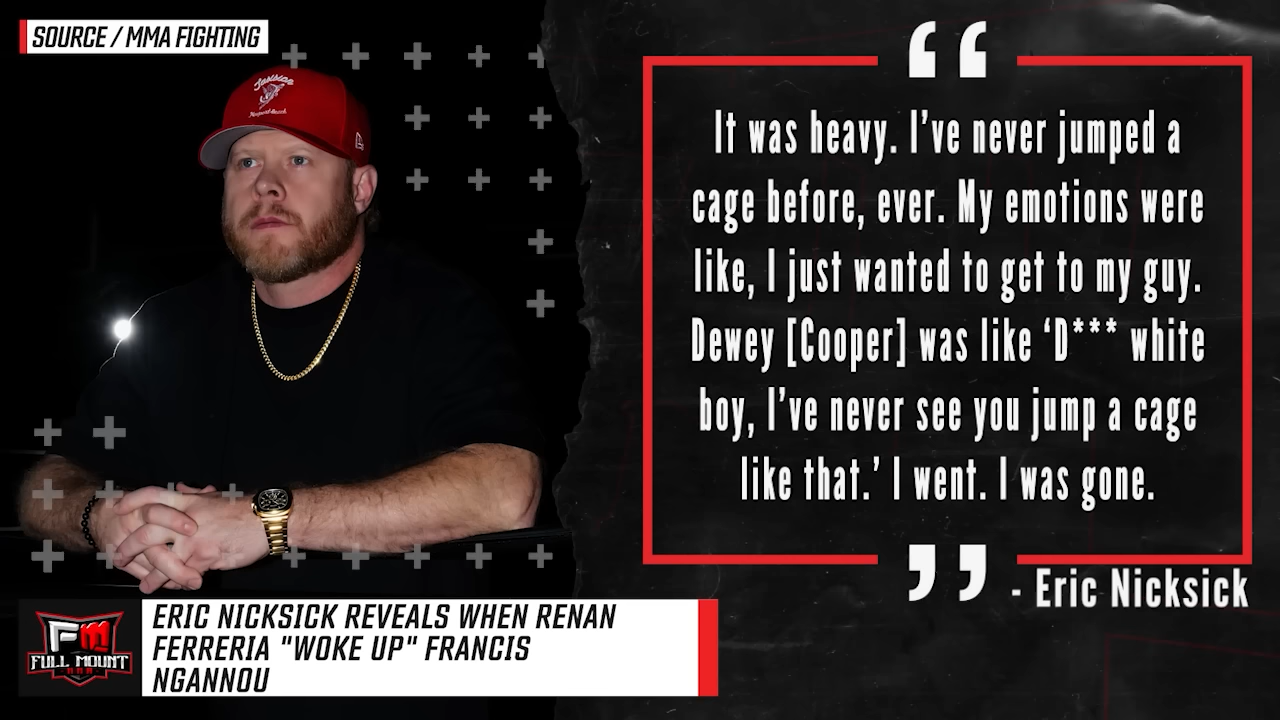 SOURCE / MMA FIGHTING
“
It was heavy. I’ve never jumped a
cage before, ever. My emotions were
like, I just wanted to get to my guy.
Dewey [Cooper] was like ‘D*** white
boy, I’ve never see you jump a cage
like that.’ I went. I was gone.
”
- Eric Nicksick
ERIC NICKSICK REVEALS WHEN RENAN
FERRERIA "WOKE UP" FRANCIS
NGANNOU
FM
FULL MOUNT
MMA